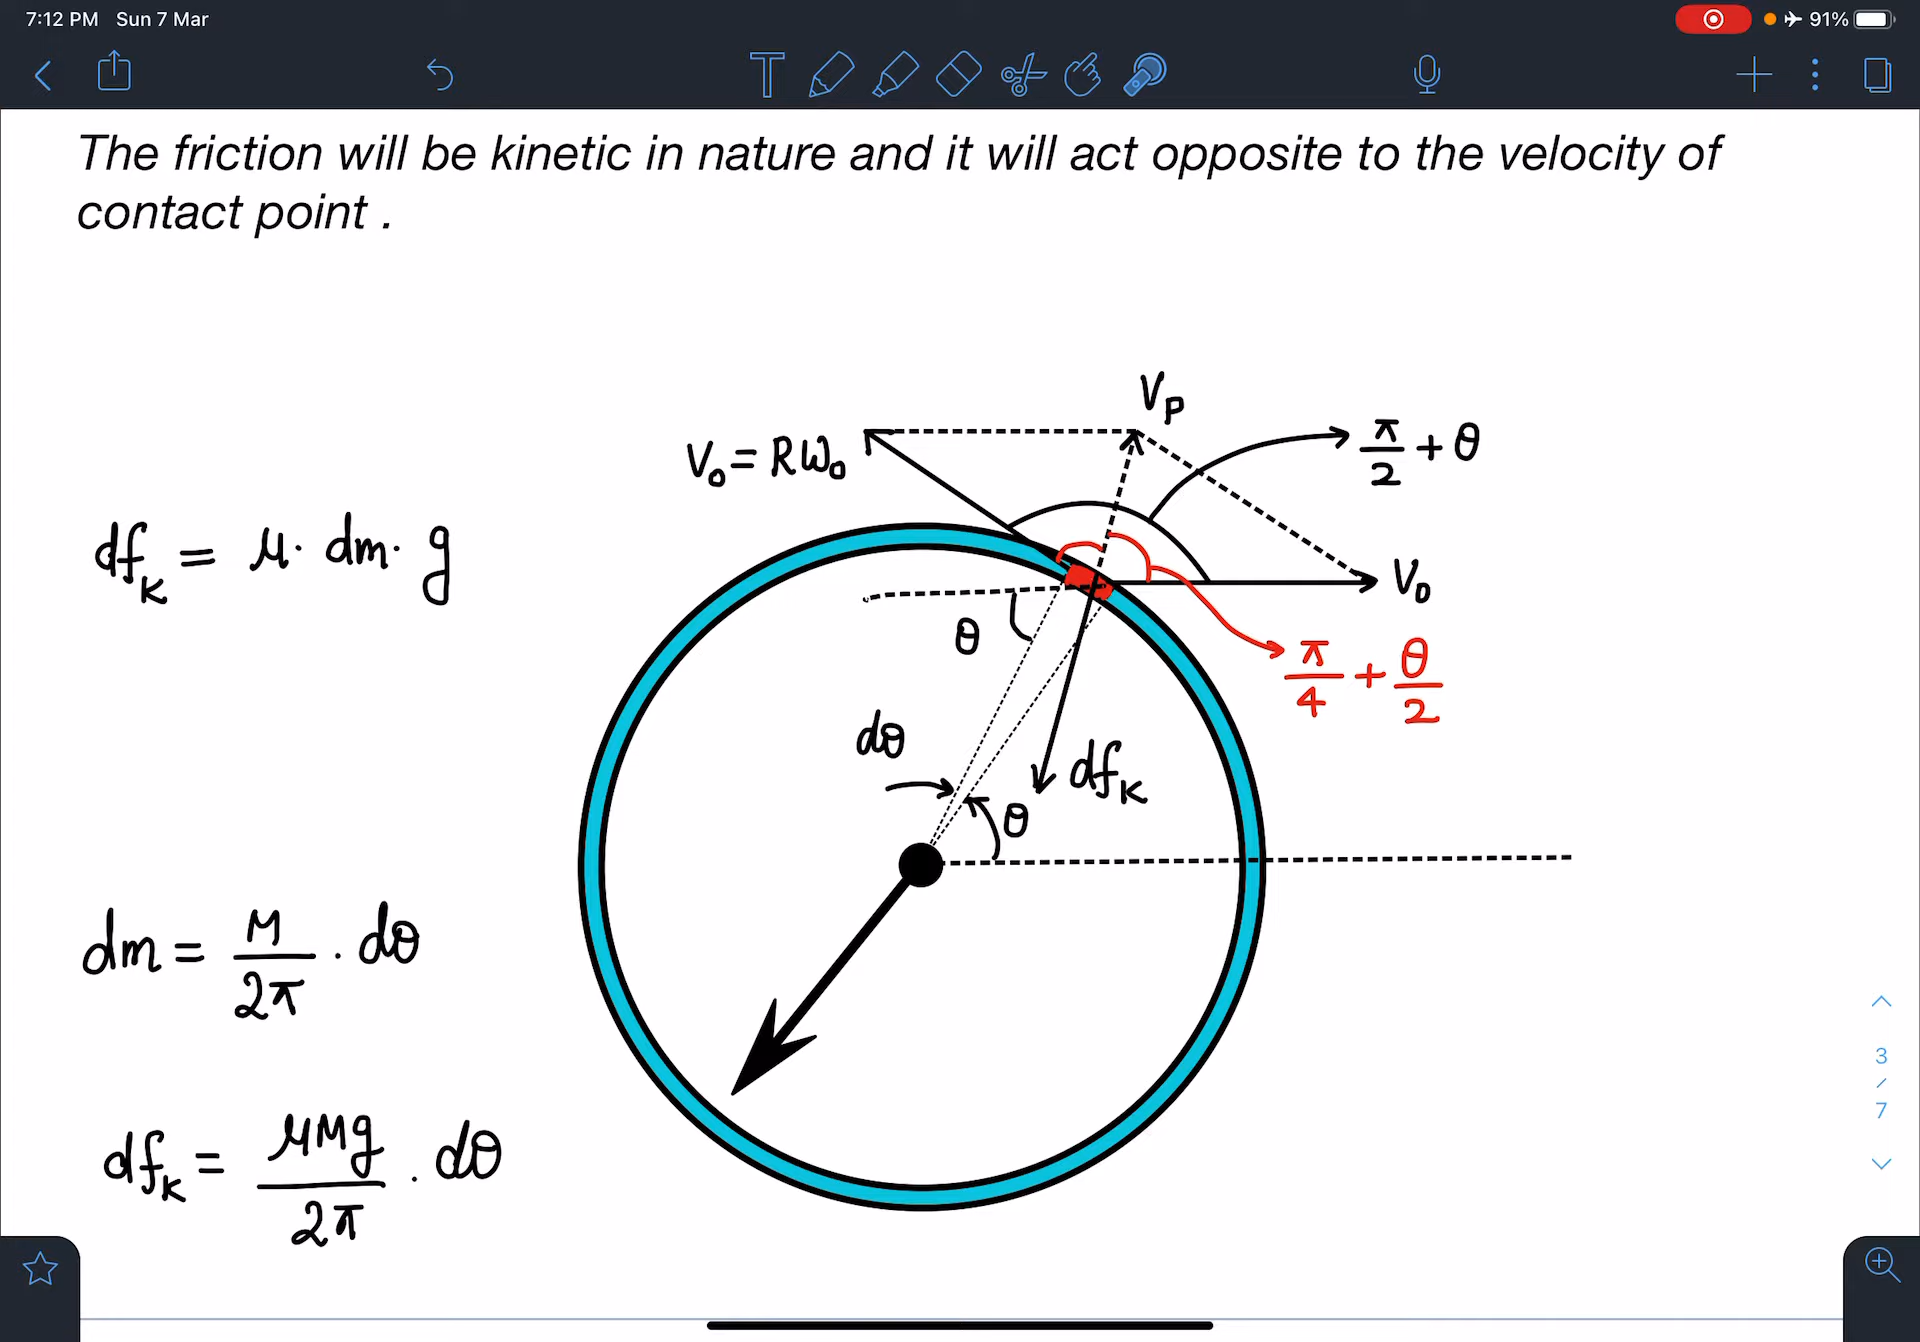 7:12 PM Sun 7 Mar
91%
The friction will be kinetic in nature and it will act opposite to the velocity of
contact point .
Vp
V₀ = Rω₀
π/2 + θ
df_K = μ· dm· g
V₀
θ
π/4 + θ/2
dθ
df_K
θ
dm = M/2π · dθ
3
/
7
df_K = μMg/2π · dθ